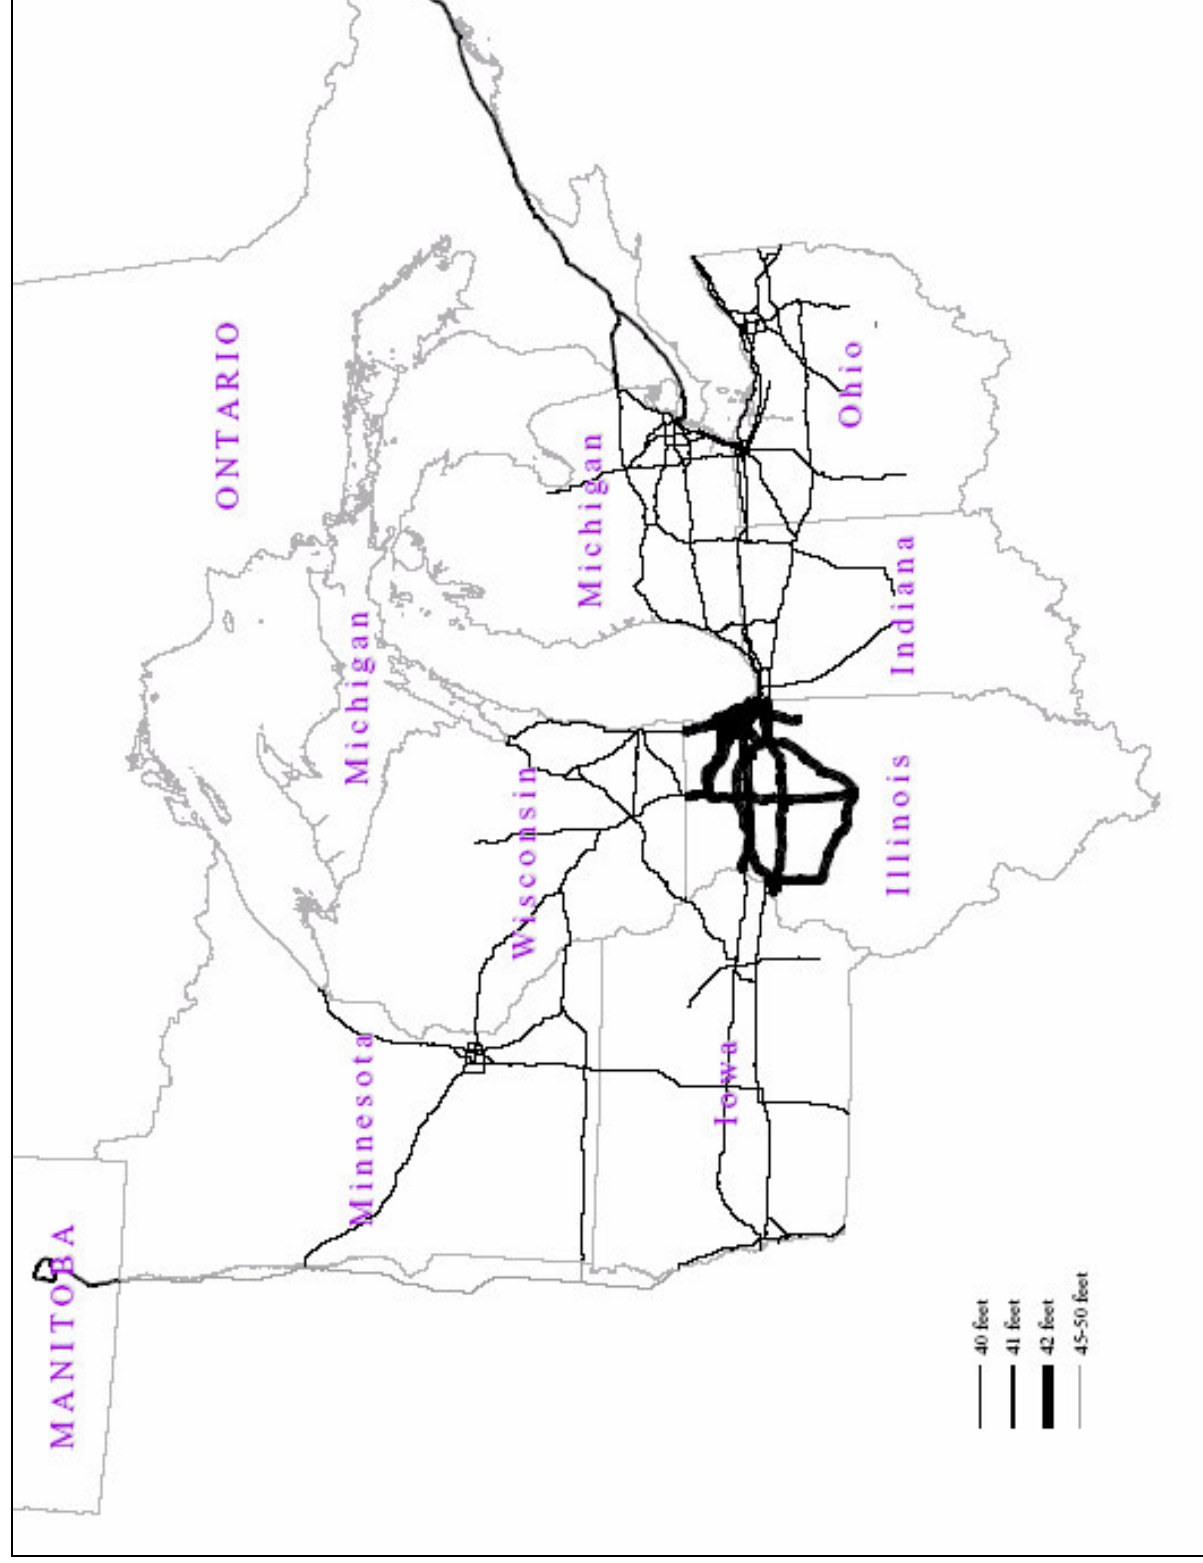 MANITOBA
ONTARIO
Minnesota
Michigan
Wisconsin
Michigan
Iowa
Illinois
Indiana
Ohio
40 feet
41 feet
42 feet
45-50 feet